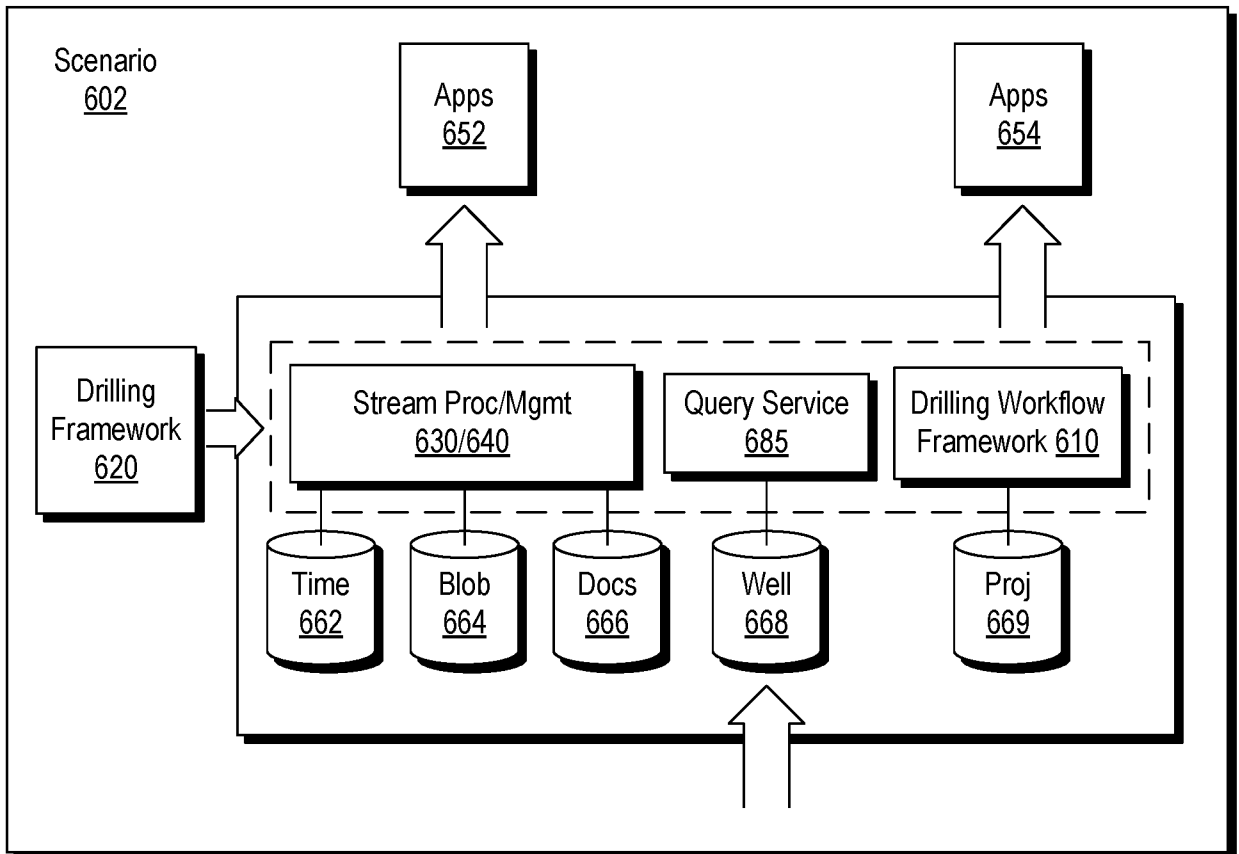 Scenario
602
Apps
652
Apps
654
Drilling
Framework
620
Stream Proc/Mgmt
630/640
Query Service
685
Drilling Workflow
Framework 610
Time
662
Blob
664
Docs
666
Well
668
Proj
669